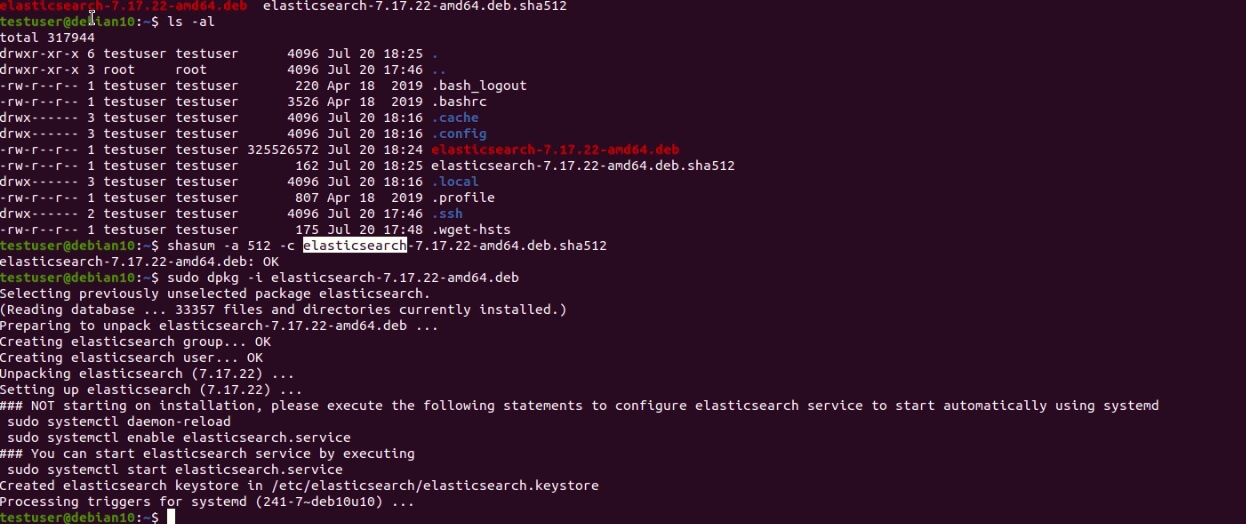 elasticsearch-7.17.22-amd64.deb  elasticsearch-7.17.22-amd64.deb.sha512
testuser@debian10:~$ ls -al
total 317944
drwxr-xr-x 6 testuser testuser      4096 Jul 20 18:25 .
drwxr-xr-x 3 root     root          4096 Jul 20 17:46 ..
-rw-r--r-- 1 testuser testuser       220 Apr 18  2019 .bash_logout
-rw-r--r-- 1 testuser testuser      3526 Apr 18  2019 .bashrc
drwx------ 3 testuser testuser      4096 Jul 20 18:16 .cache
drwx------ 3 testuser testuser      4096 Jul 20 18:16 .config
-rw-r--r-- 1 testuser testuser 325526572 Jul 20 18:24 elasticsearch-7.17.22-amd64.deb
-rw-r--r-- 1 testuser testuser       162 Jul 20 18:25 elasticsearch-7.17.22-amd64.deb.sha512
drwx------ 3 testuser testuser      4096 Jul 20 18:16 .local
-rw-r--r-- 1 testuser testuser       807 Apr 18  2019 .profile
drwx------ 2 testuser testuser      4096 Jul 20 17:46 .ssh
-rw-r--r-- 1 testuser testuser       175 Jul 20 17:48 .wget-hsts
testuser@debian10:~$ shasum -a 512 -c elasticsearch-7.17.22-amd64.deb.sha512
elasticsearch-7.17.22-amd64.deb: OK
testuser@debian10:~$ sudo dpkg -i elasticsearch-7.17.22-amd64.deb
Selecting previously unselected package elasticsearch.
(Reading database ... 33357 files and directories currently installed.)
Preparing to unpack elasticsearch-7.17.22-amd64.deb ...
Creating elasticsearch group... OK
Creating elasticsearch user... OK
Unpacking elasticsearch (7.17.22) ...
Setting up elasticsearch (7.17.22) ...
### NOT starting on installation, please execute the following statements to configure elasticsearch service to start automatically using systemd
 sudo systemctl daemon-reload
 sudo systemctl enable elasticsearch.service
### You can start elasticsearch service by executing
 sudo systemctl start elasticsearch.service
Created elasticsearch keystore in /etc/elasticsearch/elasticsearch.keystore
Processing triggers for systemd (241-7~deb10u10) ...
testuser@debian10:~$